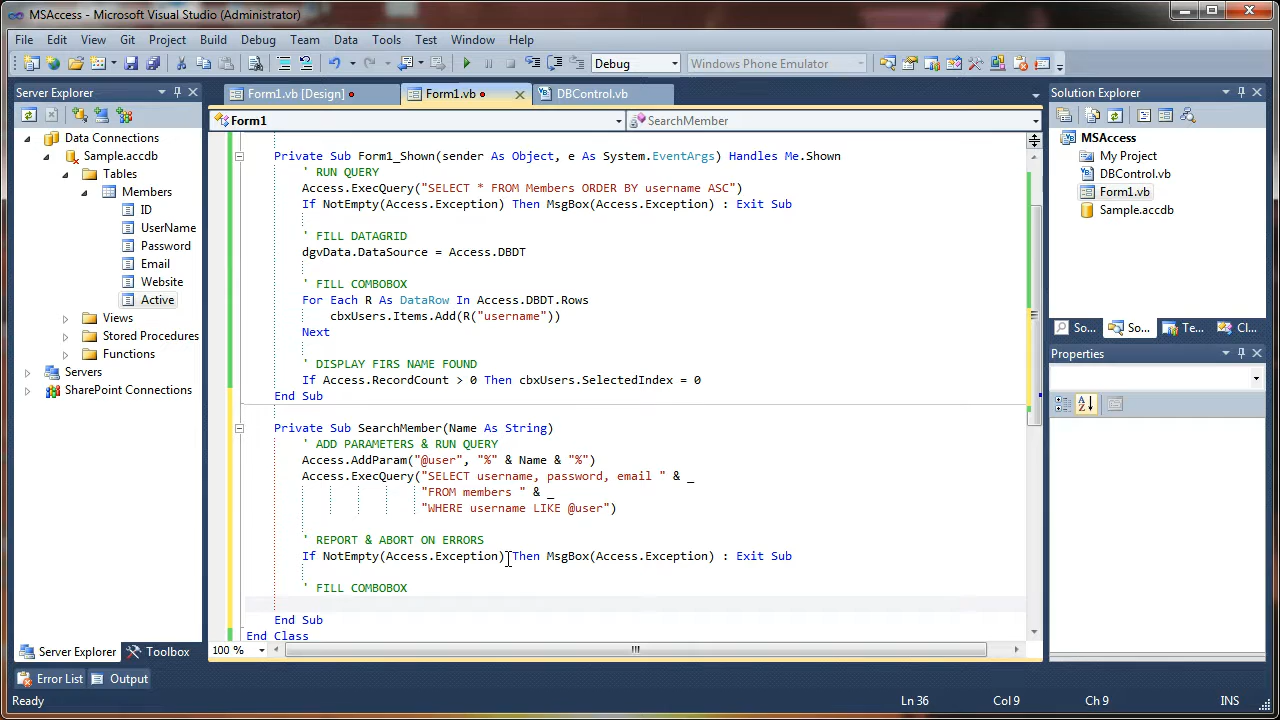 MSAccess - Microsoft Visual Studio (Administrator)
File Edit View Git Project Build Debug Team Data Tools Test Window Help
Debug Windows Phone Emulator
Server Explorer
Data Connections
Sample.accdb
Tables
Members
ID
UserName
Password
Email
Website
Active
Views
Stored Procedures
Functions
Servers
SharePoint Connections
Server Explorer Toolbox
Form1.vb [Design] Form1.vb DBControl.vb
Form1 SearchMember
Private Sub Form1_Shown(sender As Object, e As System.EventArgs) Handles Me.Shown
' RUN QUERY
Access.ExecQuery("SELECT * FROM Members ORDER BY username ASC")
If NotEmpty(Access.Exception) Then MsgBox(Access.Exception) : Exit Sub
' FILL DATAGRID
dgvData.DataSource = Access.DBDT
' FILL COMBOBOX
For Each R As DataRow In Access.DBDT.Rows
cbxUsers.Items.Add(R("username"))
Next
' DISPLAY FIRS NAME FOUND
If Access.RecordCount > 0 Then cbxUsers.SelectedIndex = 0
End Sub
Private Sub SearchMember(Name As String)
' ADD PARAMETERS & RUN QUERY
Access.AddParam("@user", "%" & Name & "%")
Access.ExecQuery("SELECT username, password, email " & _
"FROM members " & _
"WHERE username LIKE @user")
' REPORT & ABORT ON ERRORS
If NotEmpty(Access.Exception) Then MsgBox(Access.Exception) : Exit Sub
' FILL COMBOBOX
End Sub
End Class
100 %
Solution Explorer
MSAccess
My Project
DBControl.vb
Form1.vb
Sample.accdb
So... So... Te... Cl...
Properties
Error List Output
Ready Ln 36 Col 9 Ch 9 INS